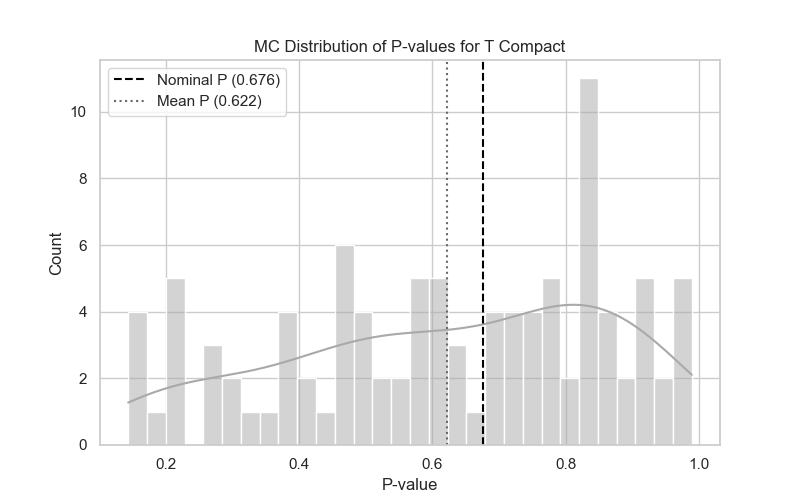 MC Distribution of P-values for T Compact
Nominal P (0.676)
Mean P (0.622)
Count
10
8
6
4
2
0
0.2 0.4 0.6 0.8 1.0
P-value